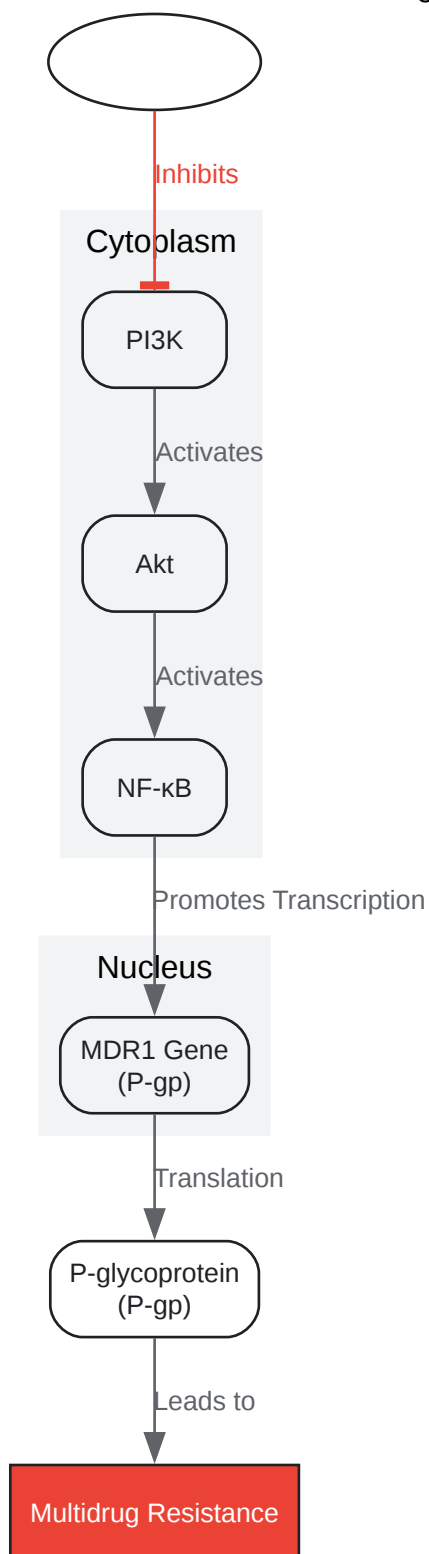 Inhibits
Cytoplasm
PI3K
Activates
Akt
Activates
NF-κB
Promotes Transcription
Nucleus
MDR1 Gene
(P-gp)
Translation
P-glycoprotein
(P-gp)
Leads to
Multidrug Resistance